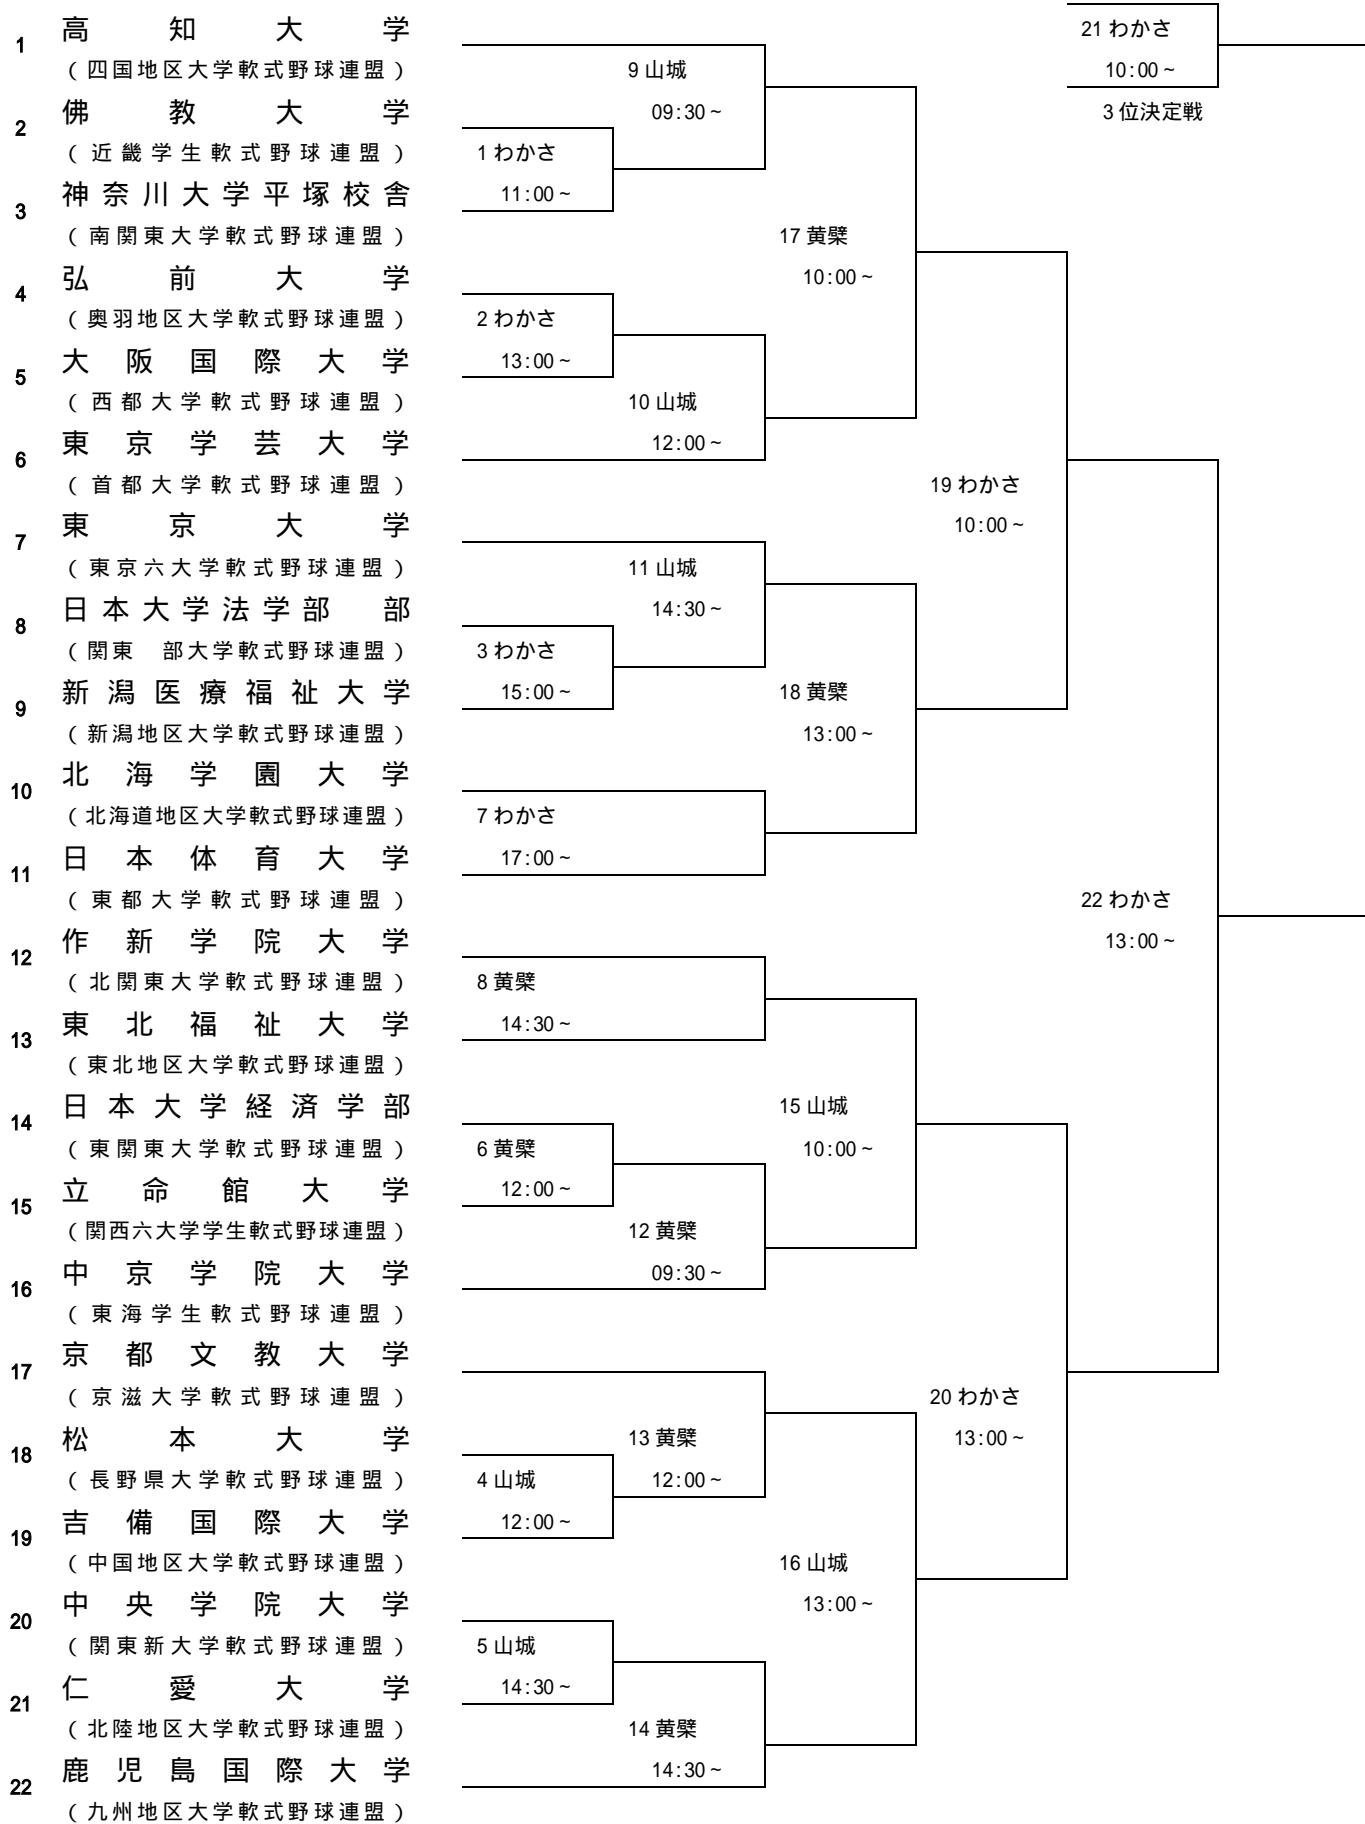 1 高知大学
(四国地区大学軟式野球連盟)
2 佛教大学
(近畿学生軟式野球連盟)
3 神奈川大学平塚校舎
(南関東大学軟式野球連盟)
4 弘前大学
(奥羽地区大学軟式野球連盟)
5 大阪国際大学
(西都大学軟式野球連盟)
6 東京学芸大学
(首都大学軟式野球連盟)
7 東京大学
(東京六大学軟式野球連盟)
8 日本大学法学部 部
(関東 部大学軟式野球連盟)
9 新潟医療福祉大学
(新潟地区大学軟式野球連盟)
10 北海学園大学
(北海道地区大学軟式野球連盟)
11 日本体育大学
(東都大学軟式野球連盟)
12 作新学院大学
(北関東大学軟式野球連盟)
13 東北福祉大学
(東北地区大学軟式野球連盟)
14 日本大学経済学部
(東関東大学軟式野球連盟)
15 立命館大学
(関西六大学学生軟式野球連盟)
16 中京学院大学
(東海学生軟式野球連盟)
17 京都文教大学
(京滋大学軟式野球連盟)
18 松本大学
(長野県大学軟式野球連盟)
19 吉備国際大学
(中国地区大学軟式野球連盟)
20 中央学院大学
(関東新大学軟式野球連盟)
21 仁愛大学
(北陸地区大学軟式野球連盟)
22 鹿児島国際大学
(九州地区大学軟式野球連盟)
1 わかさ
11:00 ~
2 わかさ
13:00 ~
3 わかさ
15:00 ~
7 わかさ
17:00 ~
8 黄檗
14:30 ~
6 黄檗
12:00 ~
4 山城
12:00 ~
5 山城
14:30 ~
9 山城
09:30 ~
10 山城
12:00 ~
11 山城
14:30 ~
12 黄檗
09:30 ~
13 黄檗
12:00 ~
14 黄檗
14:30 ~
17 黄檗
10:00 ~
18 黄檗
13:00 ~
15 山城
10:00 ~
16 山城
13:00 ~
19 わかさ
10:00 ~
20 わかさ
13:00 ~
21 わかさ
10:00 ~
3 位決定戦
22 わかさ
13:00 ~